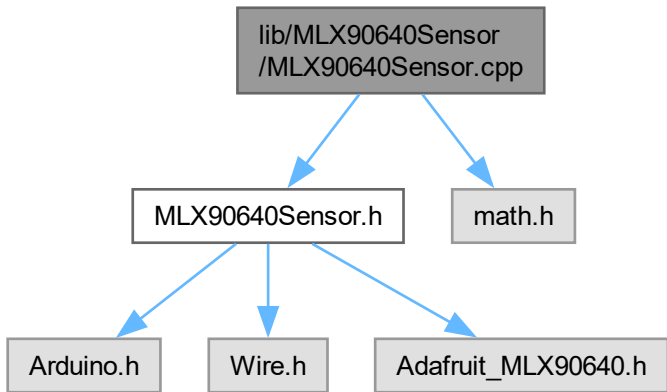 lib/MLX90640Sensor
/MLX90640Sensor.cpp
MLX90640Sensor.h
math.h
Arduino.h
Wire.h
Adafruit_MLX90640.h